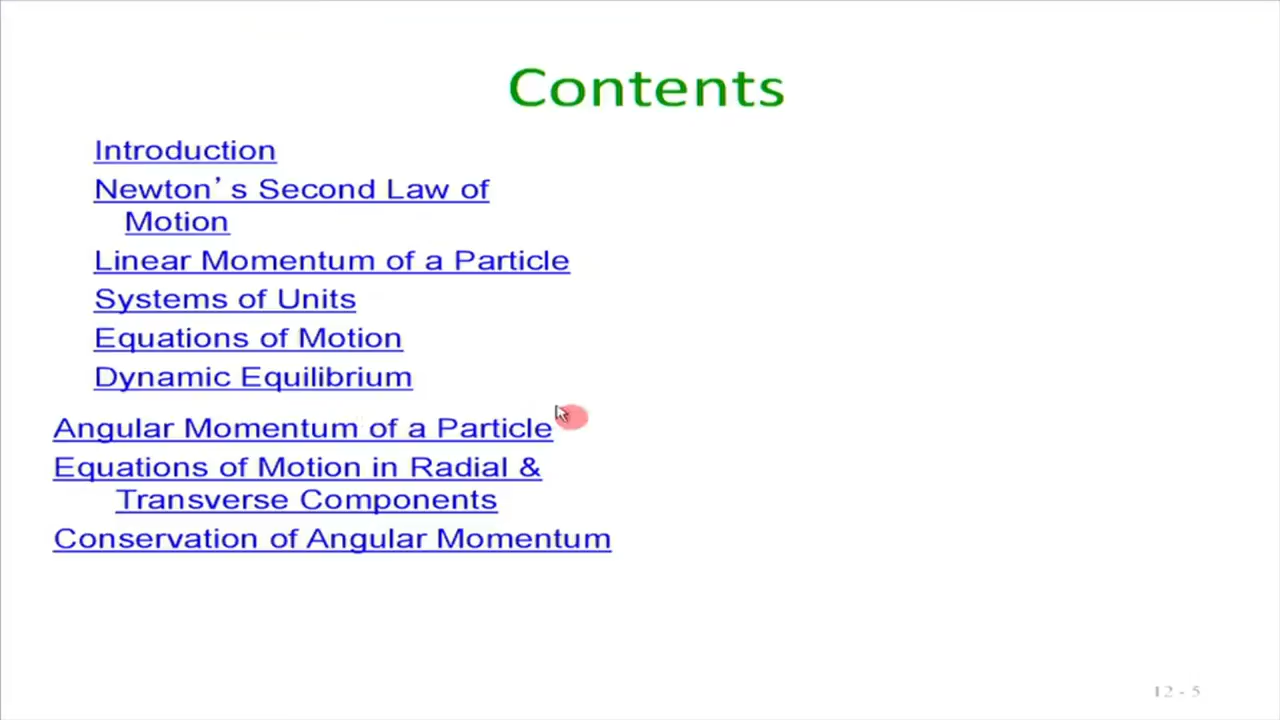 Contents
Introduction
Newton’s Second Law of
Motion
Linear Momentum of a Particle
Systems of Units
Equations of Motion
Dynamic Equilibrium
Angular Momentum of a Particle
Equations of Motion in Radial &
Transverse Components
Conservation of Angular Momentum
12 - 5